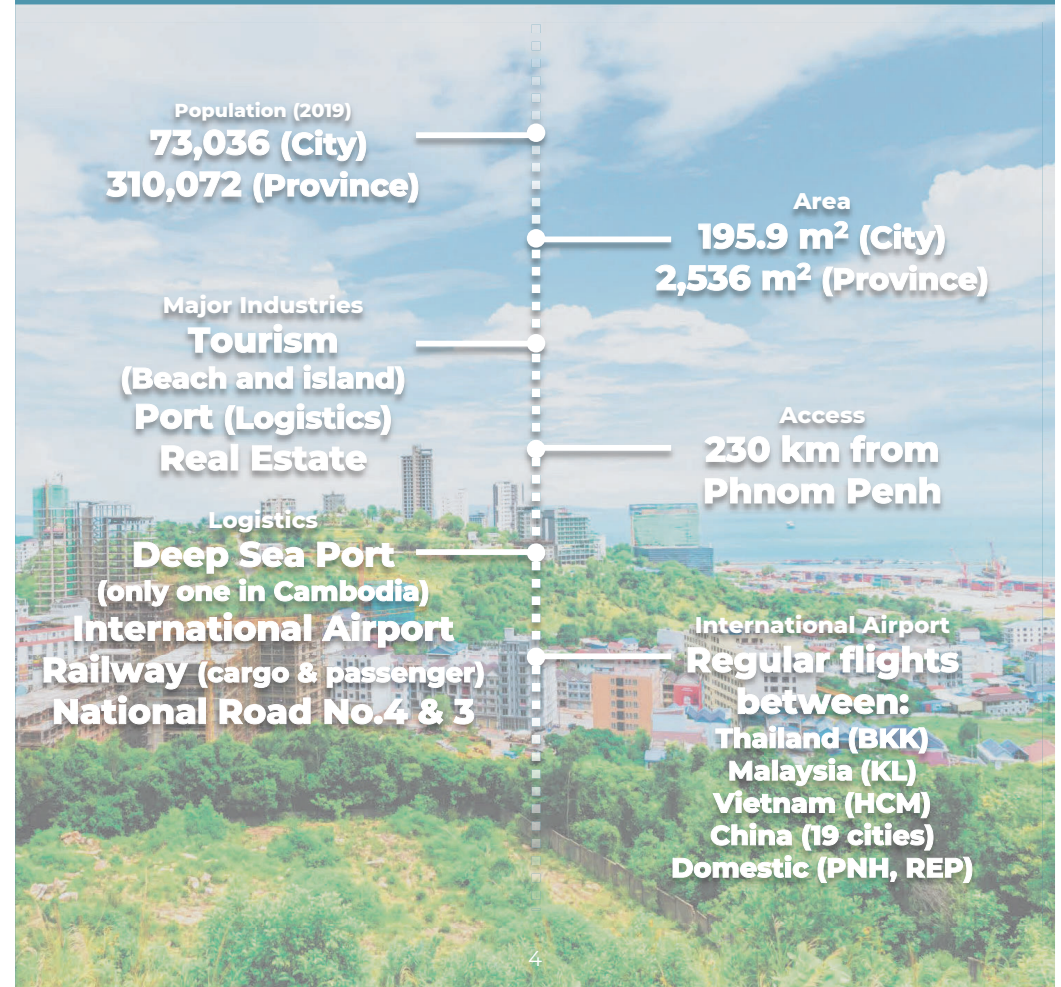 Population (2019)
73,036 (City)
310,072 (Province)
Area
195.9 m² (City)
2,536 m² (Province)
Major Industries
Tourism
(Beach and island)
Port (Logistics)
Real Estate
Access
230 km from
Phnom Penh
Logistics
Deep Sea Port
(only one in Cambodia)
International Airport
Railway (cargo & passenger)
National Road No.4 & 3
International Airport
Regular flights
between:
Thailand (BKK)
Malaysia (KL)
Vietnam (HCM)
China (19 cities)
Domestic (PNH, REP)
4